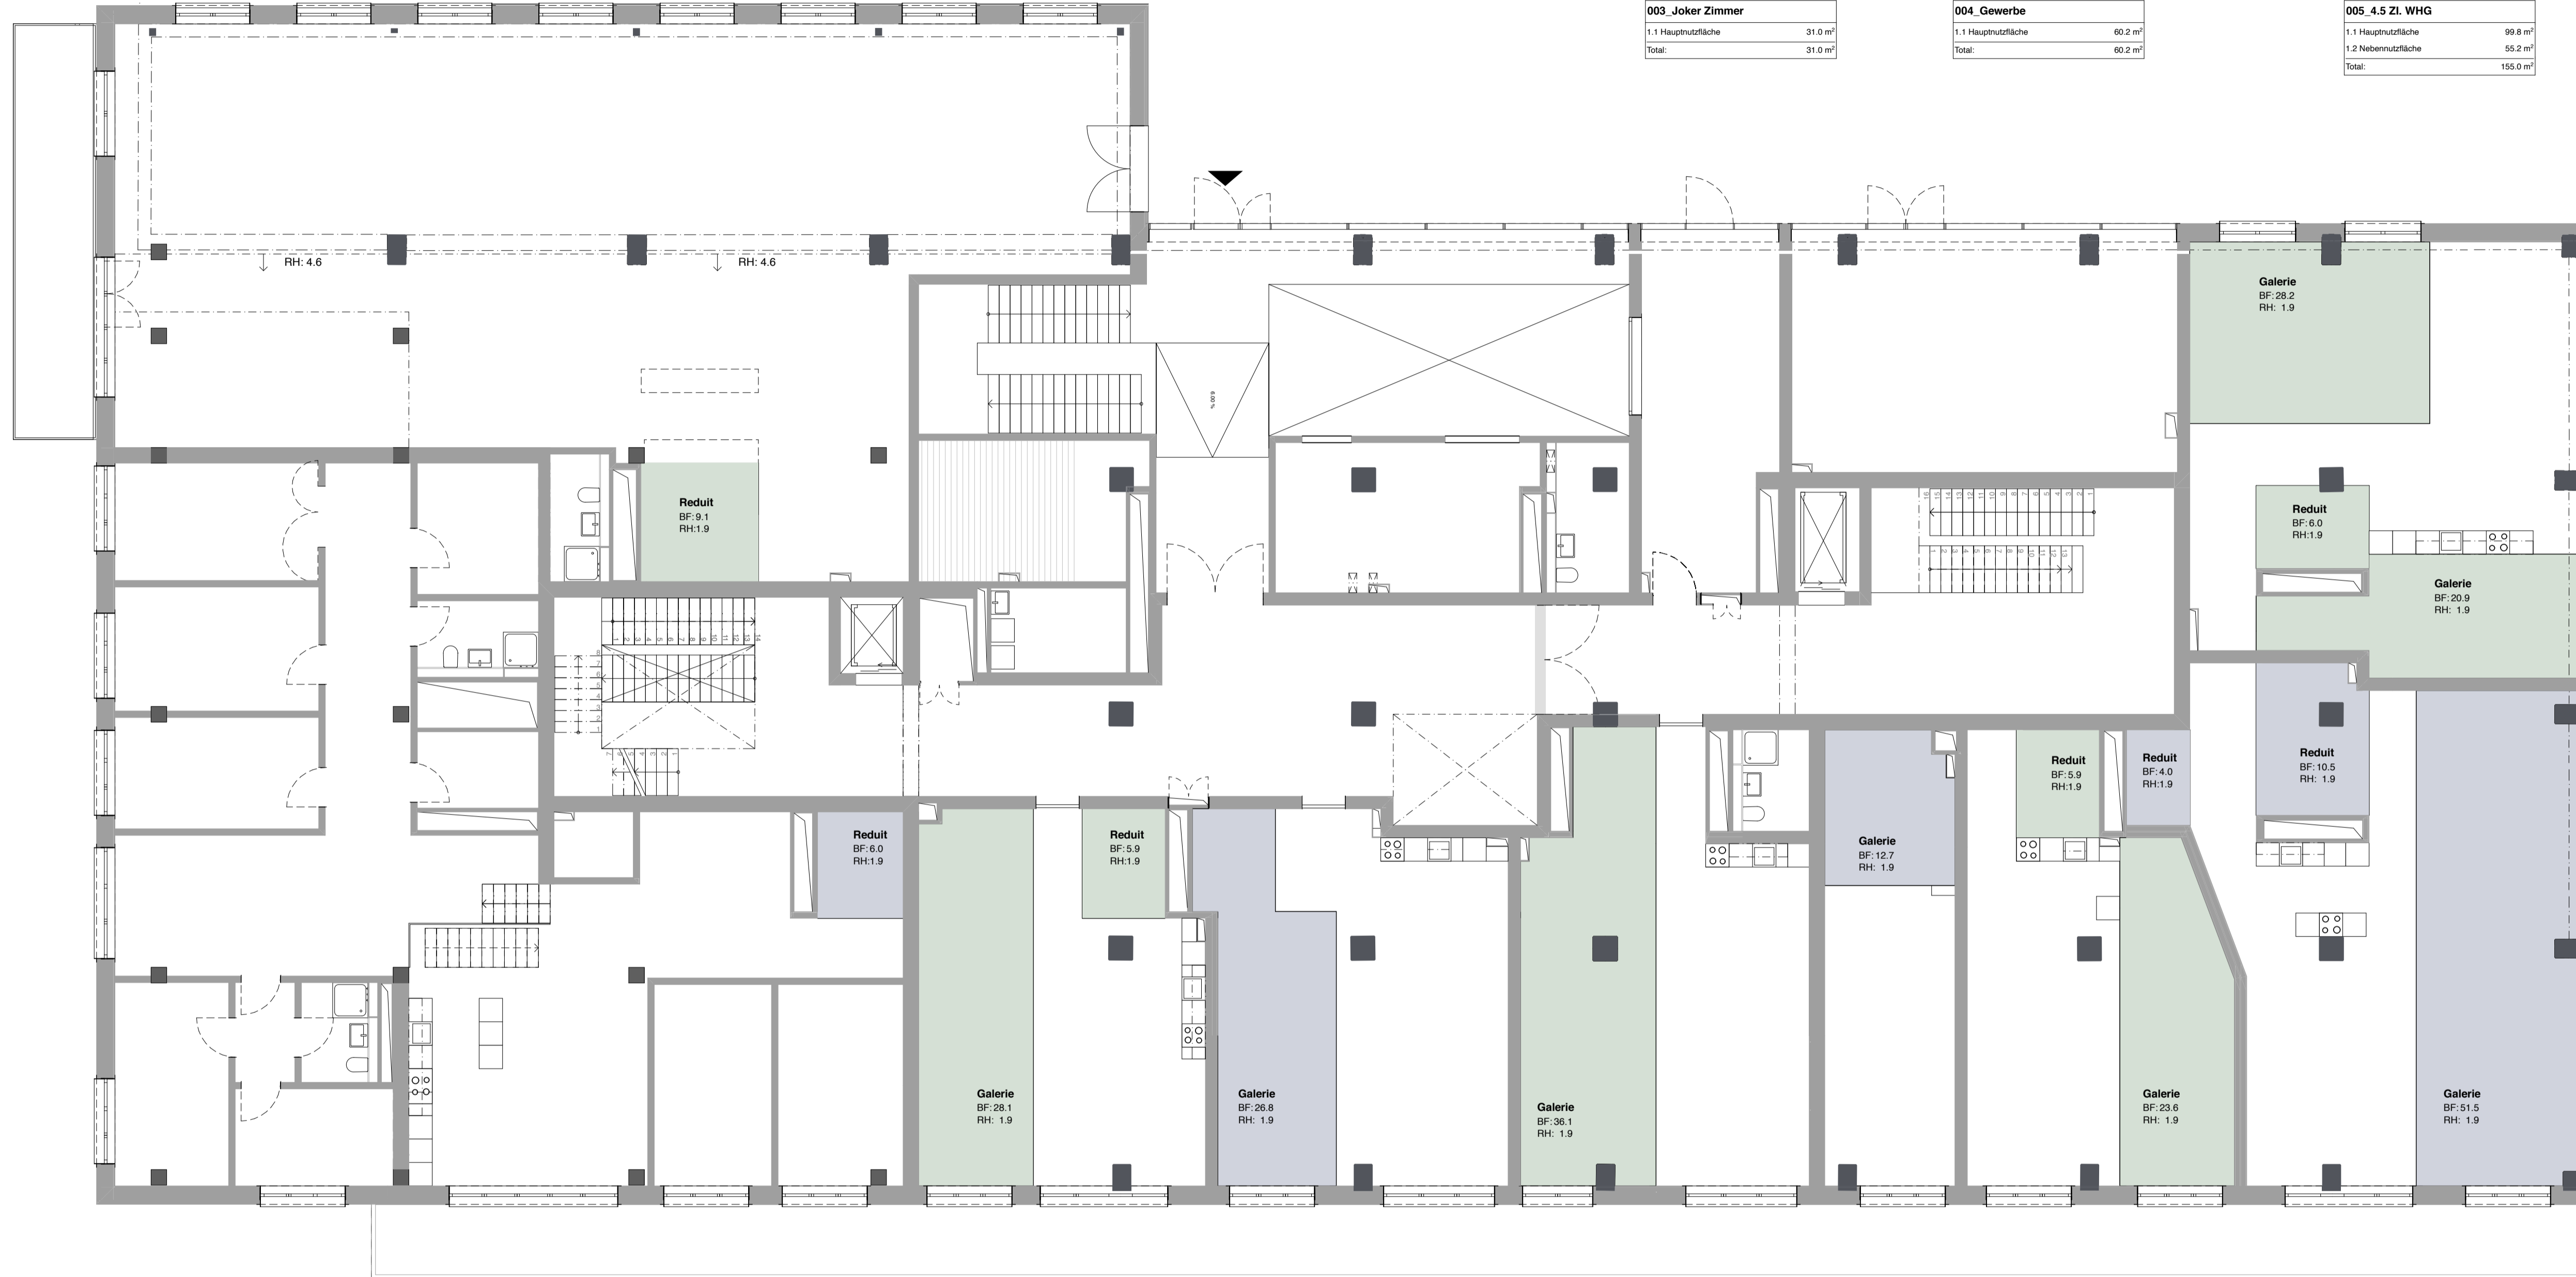 003_Joker Zimmer
1.1 Hauptnutzfläche 31.0 m²
Total: 31.0 m²
004_Gewerbe
1.1 Hauptnutzfläche 60.2 m²
Total: 60.2 m²
005_4.5 ZI. WHG
1.1 Hauptnutzfläche 99.8 m²
1.2 Nebennutzfläche 55.2 m²
Total: 155.0 m²
RH: 4.6
RH: 4.6
Galerie
BF: 28.2
RH: 1.9
6.00 %
Reduit
BF: 9.1
RH:1.9
Reduit
BF: 6.0
RH:1.9
Galerie
BF: 20.9
RH: 1.9
Reduit
BF: 10.5
RH: 1.9
Reduit
BF: 5.9
RH:1.9
Reduit
BF: 4.0
RH:1.9
Galerie
BF: 12.7
RH: 1.9
Reduit
BF: 6.0
RH:1.9
Reduit
BF: 5.9
RH:1.9
Galerie
BF: 28.1
RH: 1.9
Galerie
BF: 26.8
RH: 1.9
Galerie
BF: 36.1
RH: 1.9
Galerie
BF: 23.6
RH: 1.9
Galerie
BF: 51.5
RH: 1.9